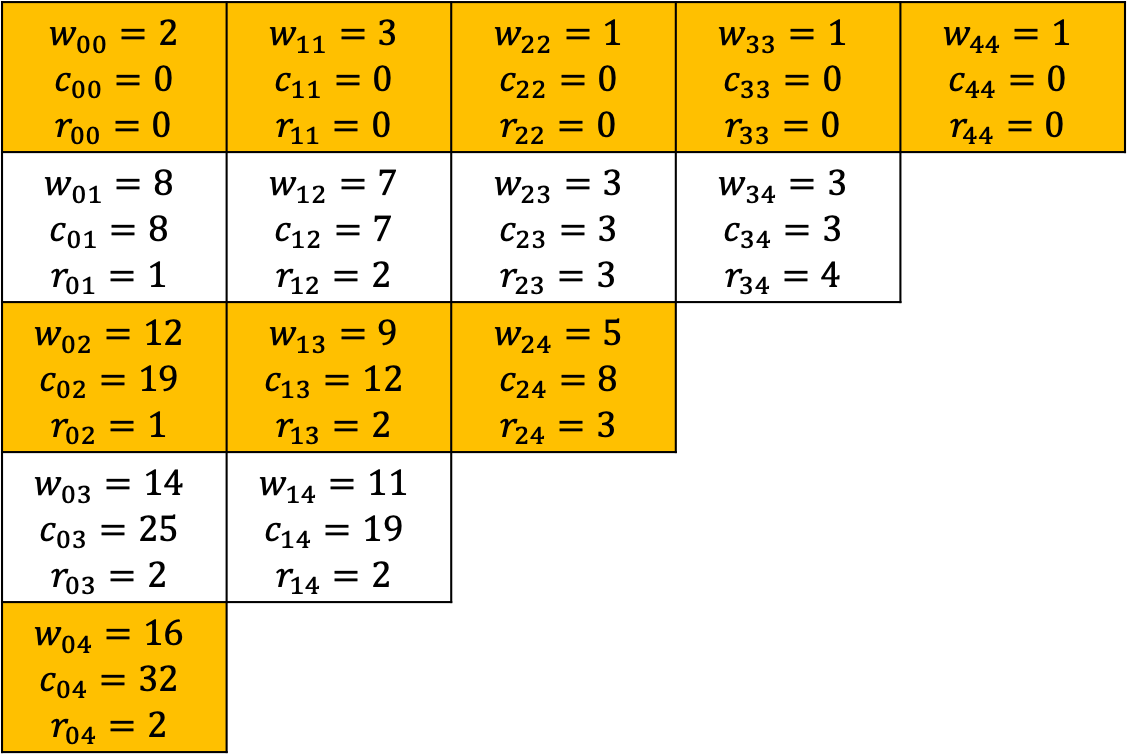 w₀₀ = 2
c₀₀ = 0
r₀₀ = 0
w₁₁ = 3
c₁₁ = 0
r₁₁ = 0
w₂₂ = 1
c₂₂ = 0
r₂₂ = 0
w₃₃ = 1
c₃₃ = 0
r₃₃ = 0
w₄₄ = 1
c₄₄ = 0
r₄₄ = 0
w₀₁ = 8
c₀₁ = 8
r₀₁ = 1
w₁₂ = 7
c₁₂ = 7
r₁₂ = 2
w₂₃ = 3
c₂₃ = 3
r₂₃ = 3
w₃₄ = 3
c₃₄ = 3
r₃₄ = 4
w₀₂ = 12
c₀₂ = 19
r₀₂ = 1
w₁₃ = 9
c₁₃ = 12
r₁₃ = 2
w₂₄ = 5
c₂₄ = 8
r₂₄ = 3
w₀₃ = 14
c₀₃ = 25
r₀₃ = 2
w₁₄ = 11
c₁₄ = 19
r₁₄ = 2
w₀₄ = 16
c₀₄ = 32
r₀₄ = 2